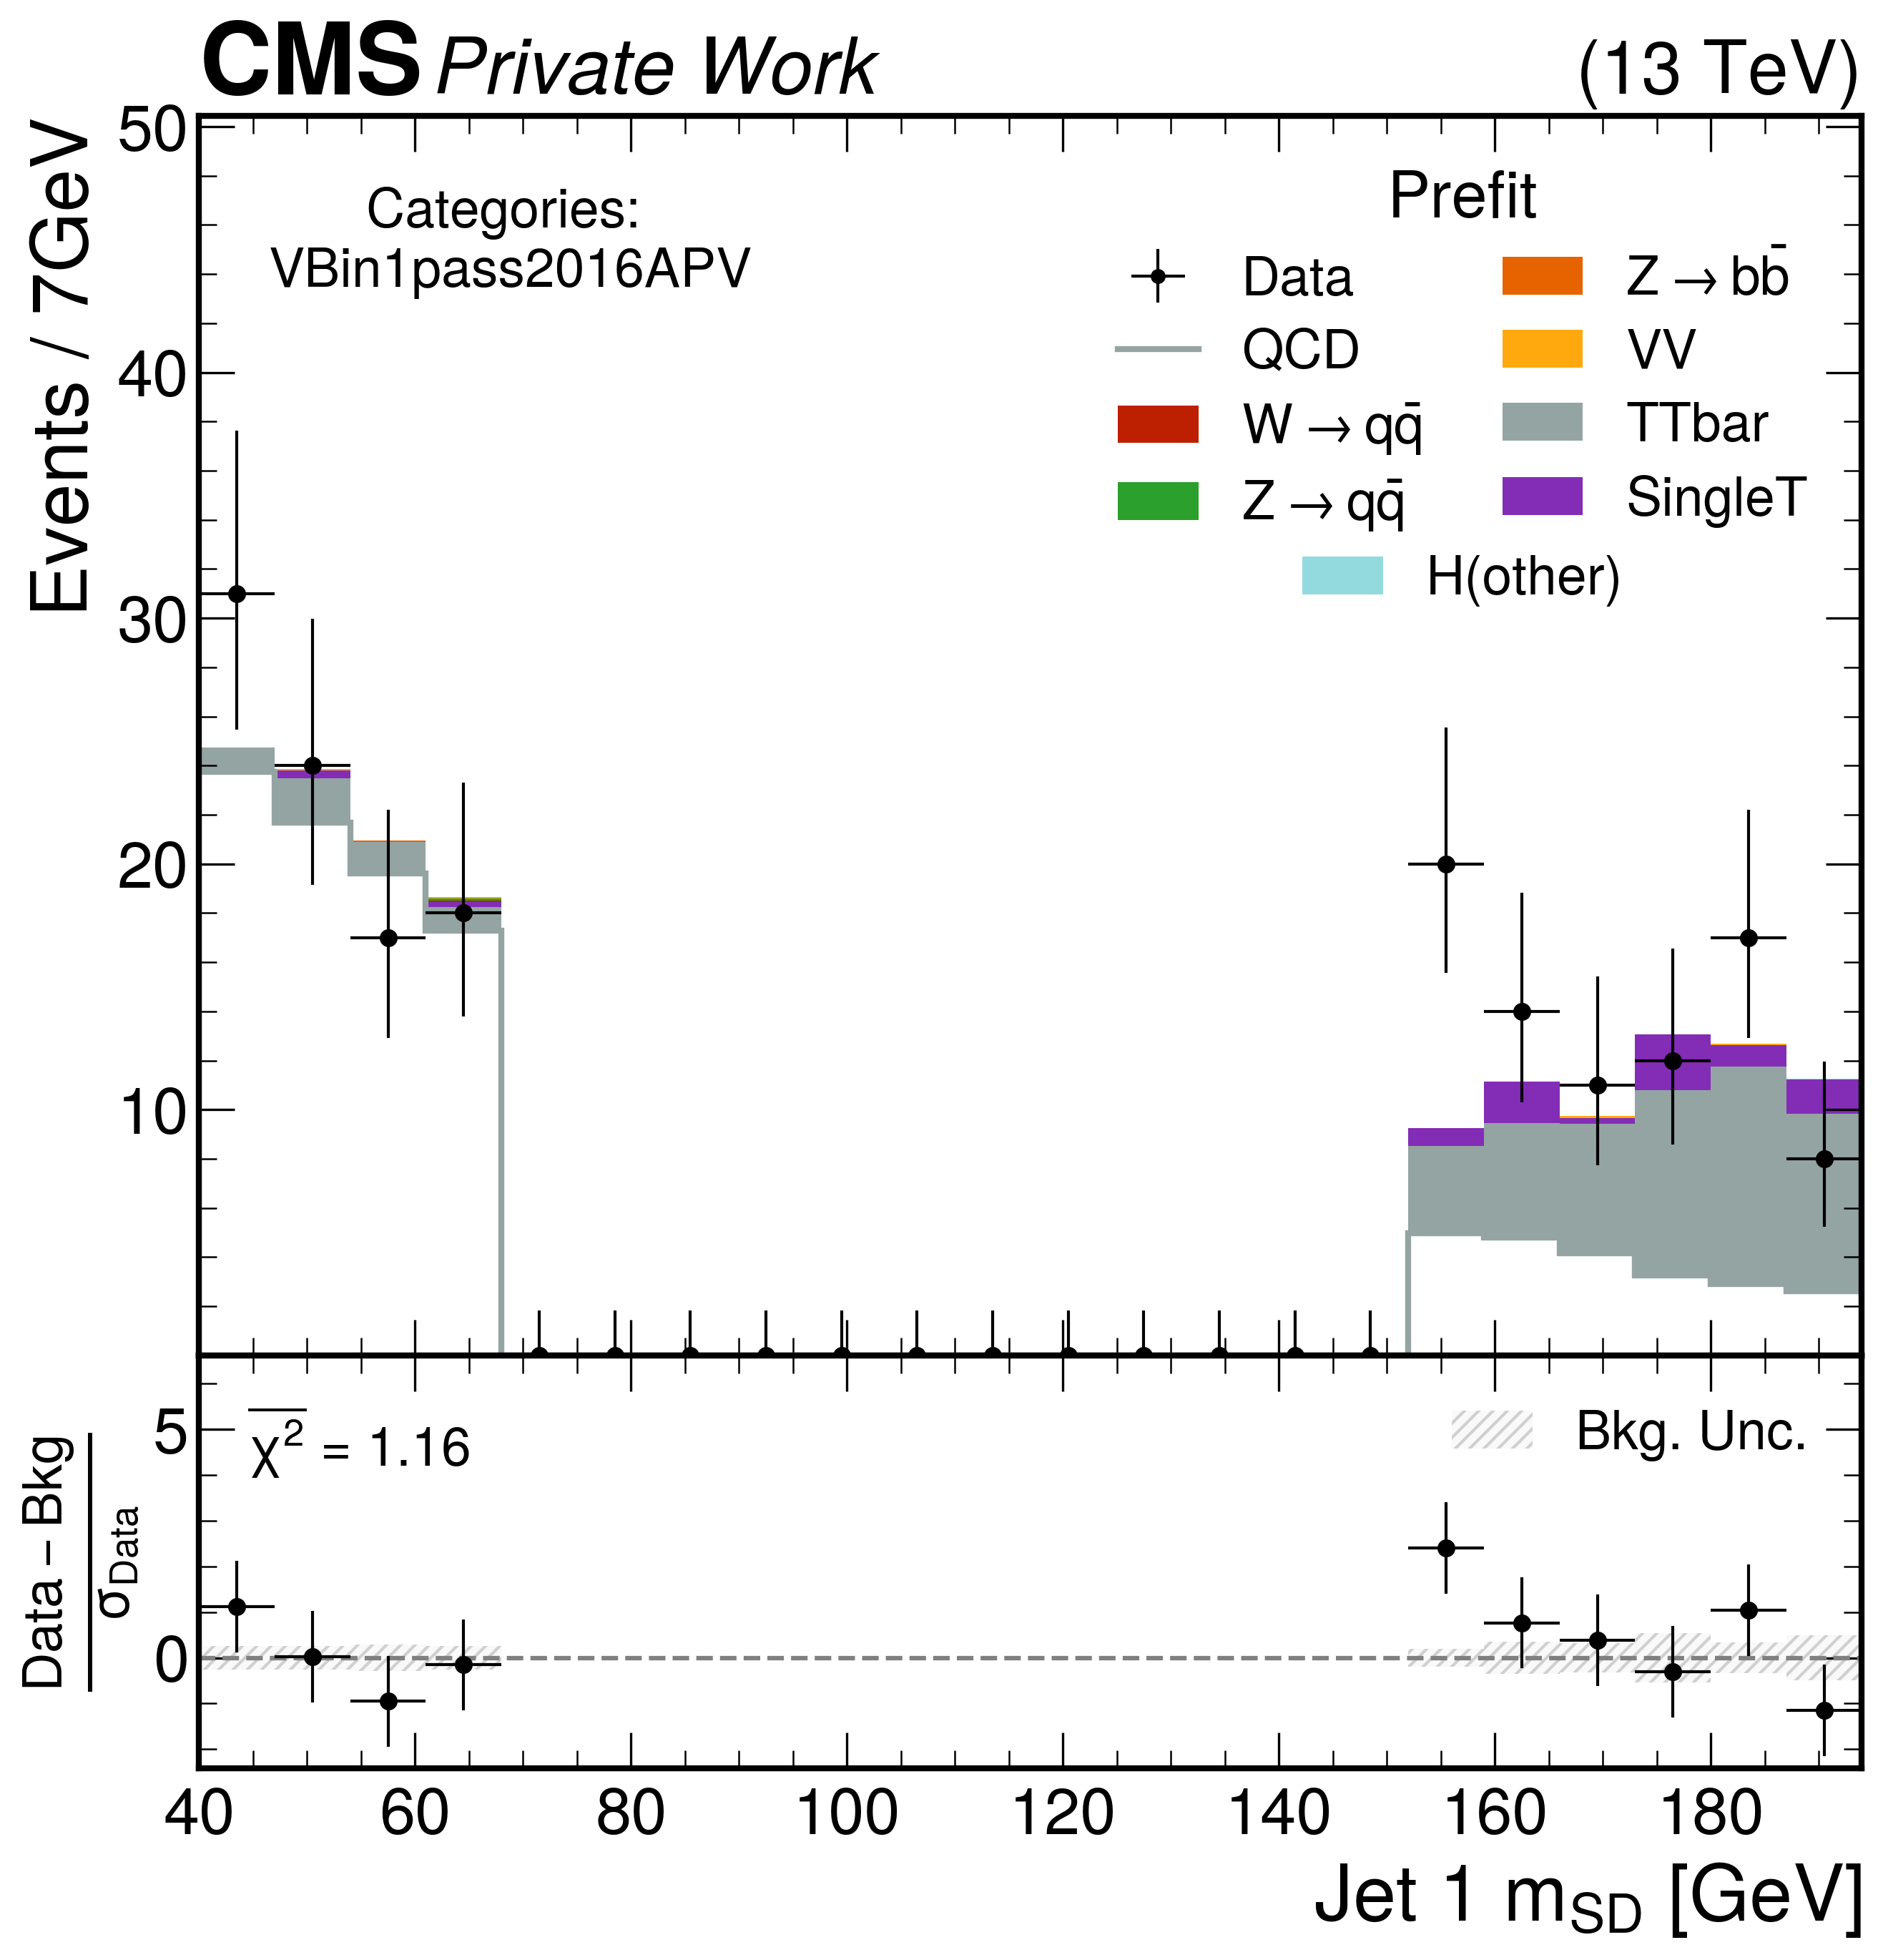 CMS Private Work (13 TeV)
Events / 7GeV
50
40
30
20
10
Categories:
VBin1pass2016APV
Prefit
Data
QCD
W → qq̄
Z → qq̄
Z → bb̄
VV
TTbar
SingleT
H(other)
Data − Bkg
σ_Data
5
0
χ² = 1.16
Bkg. Unc.
40 60 80 100 120 140 160 180
Jet 1 m_SD [GeV]